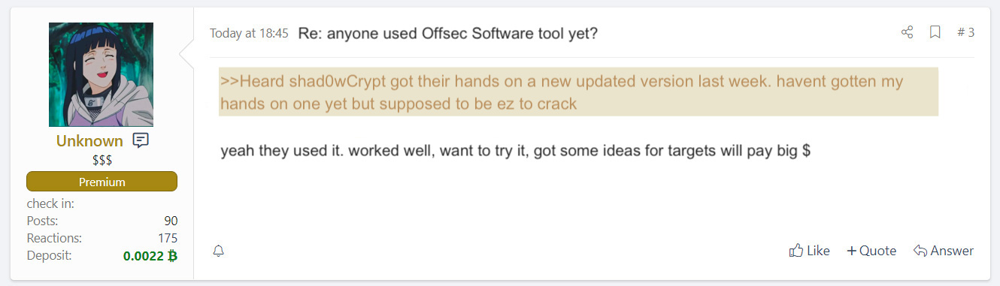 Today at 18:45 Re: anyone used Offsec Software tool yet? # 3
>>Heard shad0wCrypt got their hands on a new updated version last week. havent gotten my
hands on one yet but supposed to be ez to crack
yeah they used it. worked well, want to try it, got some ideas for targets will pay big $
Unknown
$$$
Premium
check in:
Posts: 90
Reactions: 175
Deposit: 0.0022 ₿
Like + Quote Answer